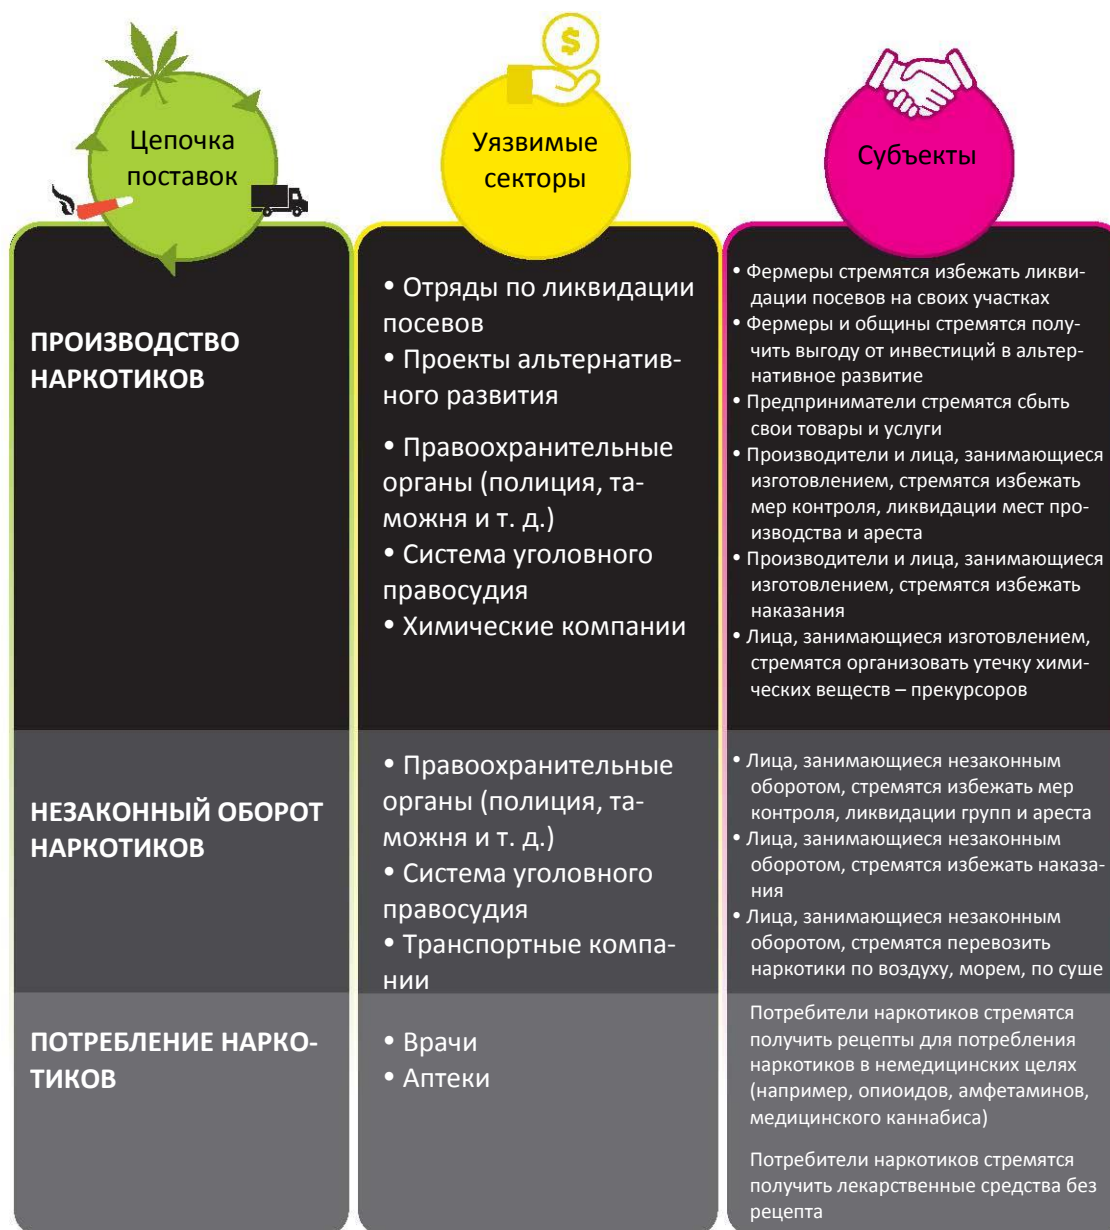 Цепочка
поставок
Уязвимые
секторы
Субъекты
ПРОИЗВОДСТВО
НАРКОТИКОВ
• Отряды по ликвидации
посевов
• Проекты альтернатив-
ного развития
• Правоохранительные
органы (полиция, та-
можня и т. д.)
• Система уголовного
правосудия
• Химические компании
• Фермеры стремятся избежать ликви-
дации посевов на своих участках
• Фермеры и общины стремятся полу-
чить выгоду от инвестиций в альтер-
нативное развитие
• Предприниматели стремятся сбыть
свои товары и услуги
• Производители и лица, занимающиеся
изготовлением, стремятся избежать
мер контроля, ликвидации мест про-
изводства и ареста
• Производители и лица, занимающиеся
изготовлением, стремятся избежать
наказания
• Лица, занимающиеся изготовлением,
стремятся организовать утечку хими-
ческих веществ – прекурсоров
НЕЗАКОННЫЙ ОБОРОТ
НАРКОТИКОВ
• Правоохранительные
органы (полиция, та-
можня и т. д.)
• Система уголовного
правосудия
• Транспортные компа-
нии
• Лица, занимающиеся незаконным
оборотом, стремятся избежать мер
контроля, ликвидации групп и ареста
• Лица, занимающиеся незаконным
оборотом, стремятся избежать наказа-
ния
• Лица, занимающиеся незаконным
оборотом, стремятся перевозить
наркотики по воздуху, морем, по суше
ПОТРЕБЛЕНИЕ НАРКО-
ТИКОВ
• Врачи
• Аптеки
Потребители наркотиков стремятся
получить рецепты для потребления
наркотиков в немедицинских целях
(например, опиоидов, амфетаминов,
медицинского каннабиса)
Потребители наркотиков стремятся
получить лекарственные средства без
рецепта
$